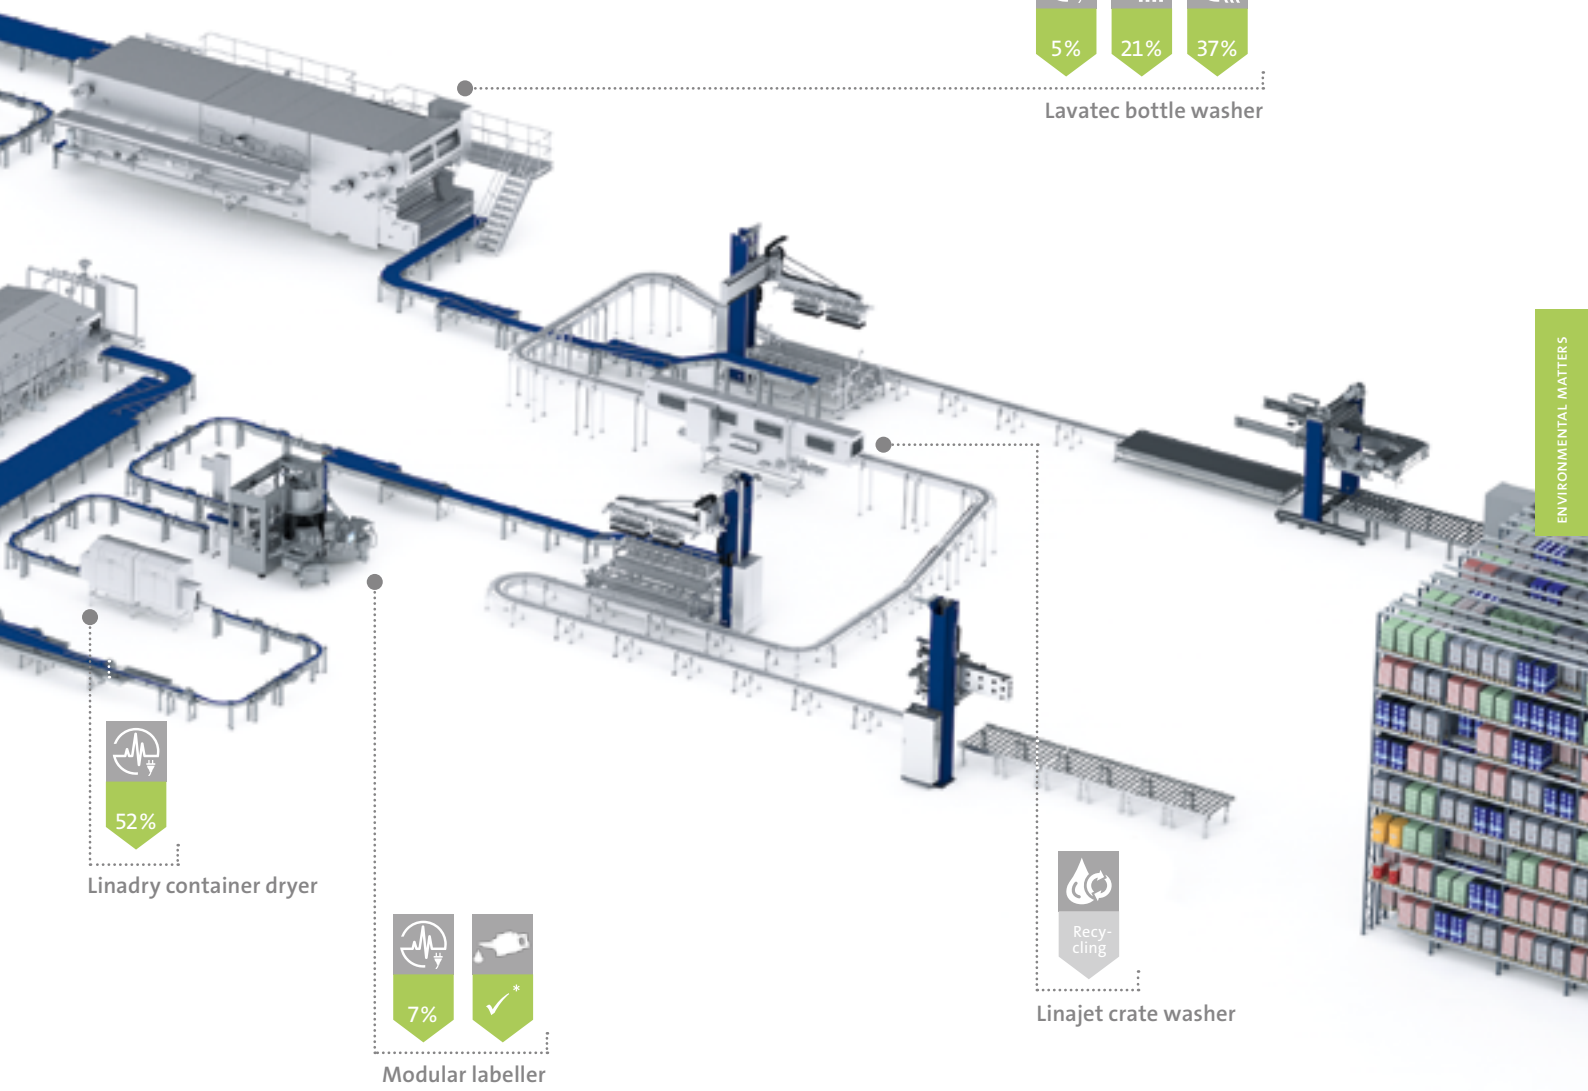 5% 21% 37%
Lavatec bottle washer
ENVIRONMENTAL MATTERS
52%
Linadry container dryer
7% ✓*
Modular labeller
Recy-
cling
Linajet crate washer